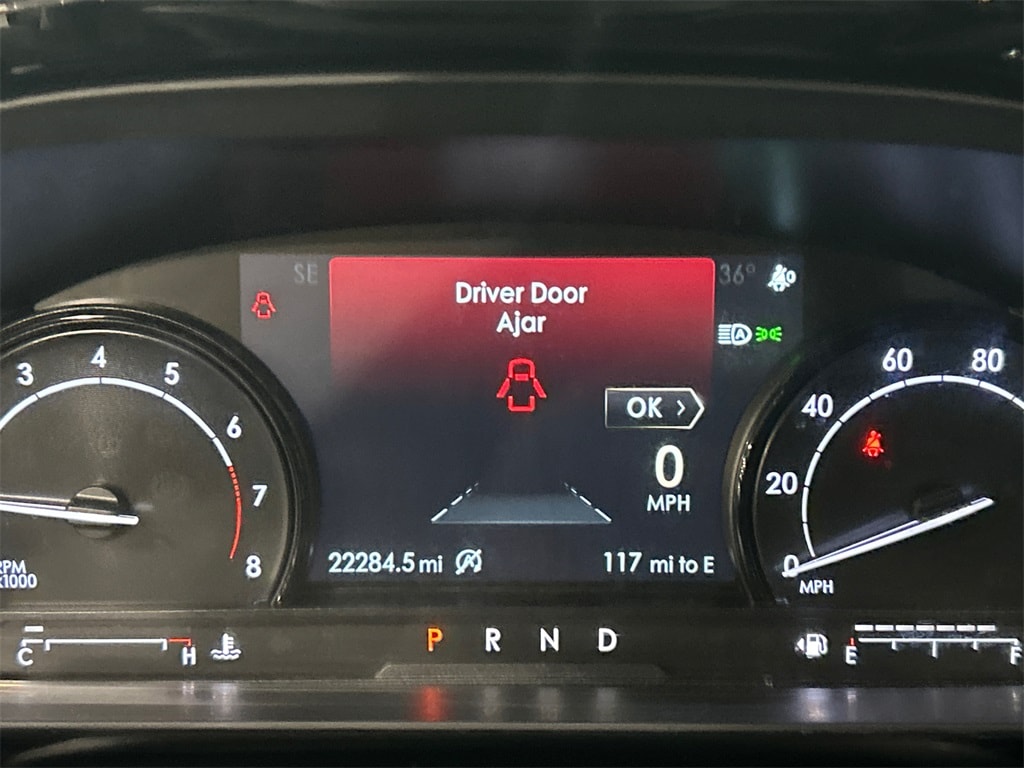 SE
36°
Driver Door
Ajar
OK
0
MPH
22284.5 mi
117 mi to E
3 4 5 6 7 8
RPM
x1000
0 20 40 60 80
MPH
C H
P R N D
E F